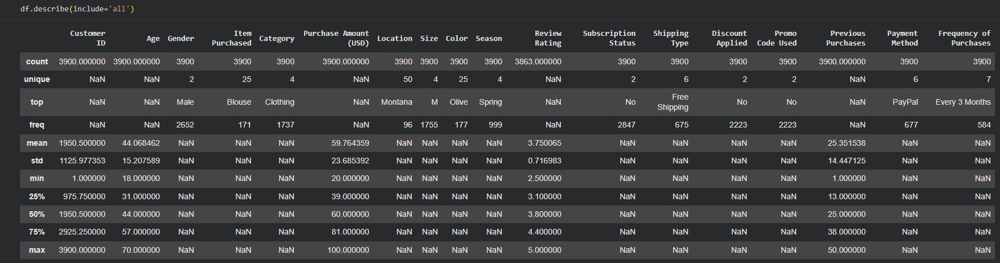 df.describe(include='all')
Customer ID Age Gender Item Purchased Category Purchase Amount (USD) Location Size Color Season Review Rating Subscription Status Shipping Type Discount Applied Promo Code Used Previous Purchases Payment Method Frequency of Purchases
count 3900.000000 3900.000000 3900 3900 3900 3900.000000 3900 3900 3900 3900 3863.000000 3900 3900 3900 3900 3900.000000 3900 3900
unique NaN NaN 2 25 4 NaN 50 4 25 4 NaN 2 6 2 2 NaN 6 7
top NaN NaN Male Blouse Clothing NaN Montana M Olive Spring NaN No Free Shipping No No NaN PayPal Every 3 Months
freq NaN NaN 2652 171 1737 NaN 96 1755 177 999 NaN 2847 675 2223 2223 NaN 677 584
mean 1950.500000 44.068462 NaN NaN NaN 59.764359 NaN NaN NaN NaN 3.750065 NaN NaN NaN NaN 25.351538 NaN NaN
std 1125.977353 15.207589 NaN NaN NaN 23.685392 NaN NaN NaN NaN 0.716983 NaN NaN NaN NaN 14.447125 NaN NaN
min 1.000000 18.000000 NaN NaN NaN 20.000000 NaN NaN NaN NaN 2.500000 NaN NaN NaN NaN 1.000000 NaN NaN
25% 975.750000 31.000000 NaN NaN NaN 39.000000 NaN NaN NaN NaN 3.100000 NaN NaN NaN NaN 13.000000 NaN NaN
50% 1950.500000 44.000000 NaN NaN NaN 60.000000 NaN NaN NaN NaN 3.800000 NaN NaN NaN NaN 25.000000 NaN NaN
75% 2925.250000 57.000000 NaN NaN NaN 81.000000 NaN NaN NaN NaN 4.400000 NaN NaN NaN NaN 38.000000 NaN NaN
max 3900.000000 70.000000 NaN NaN NaN 100.000000 NaN NaN NaN NaN 5.000000 NaN NaN NaN NaN 50.000000 NaN NaN